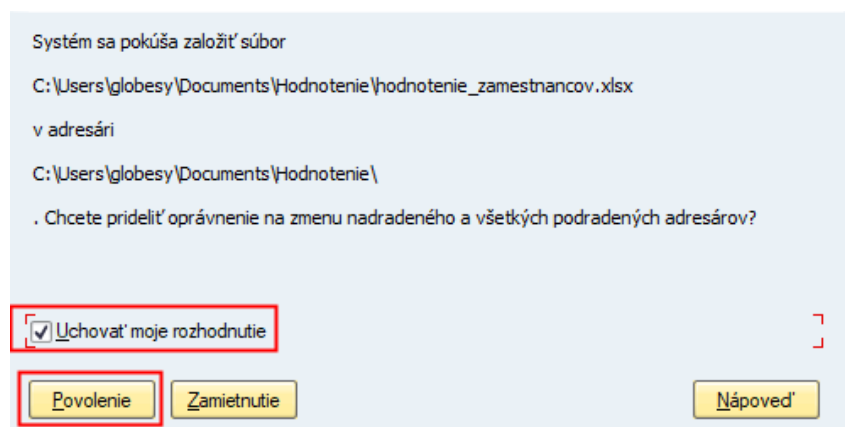 Systém sa pokúša založiť súbor
C:\Users\globesy\Documents\Hodnotenie\hodnotenie_zamestnancov.xlsx
v adresári
C:\Users\globesy\Documents\Hodnotenie\
. Chcete prideliť oprávnenie na zmenu nadradeného a všetkých podradených adresárov?
Uchovať moje rozhodnutie
Povolenie Zamietnutie Nápoveď